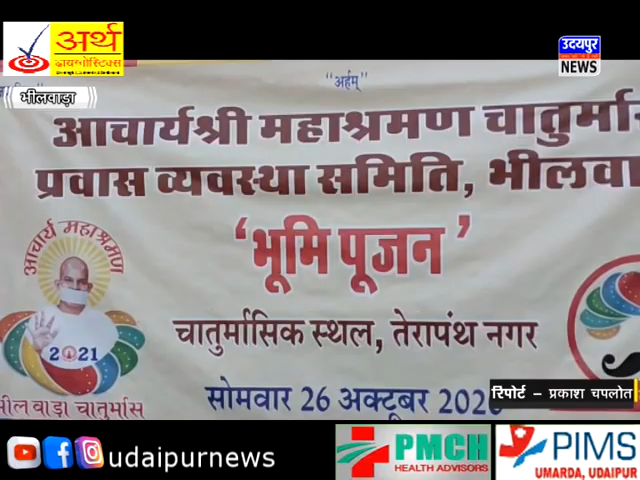 अर्थ
डायग्नोस्टिक्स
उदयपुर
NEWS
भीलवाड़ा
"अर्हम्"
आचार्यश्री महाश्रमण चातुर्मास
प्रवास व्यवस्था समिति, भीलवा
'भूमि पूजन'
चातुर्मासिक स्थल, तेरापंथ नगर
सोमवार 26 अक्टूबर 202
आचार्य महाश्रमण
2021
भीलवाड़ा चातुर्मास
रिपोर्ट – प्रकाश चपलोत
udaipurnews
PMCH
HEALTH ADVISORS
PIMS
UMARDA, UDAIPUR